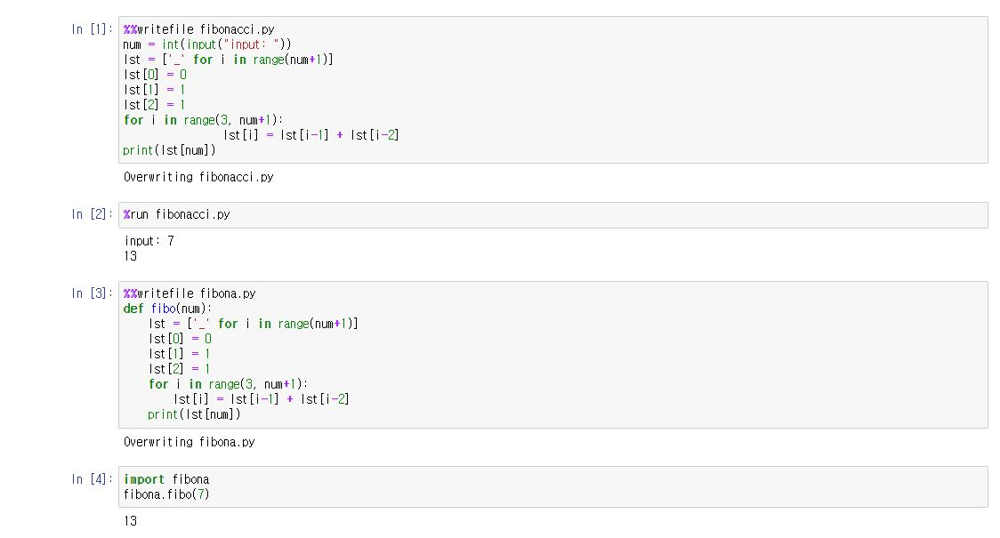 In [1]: %%writefile fibonacci.py
num = int(input("input: "))
lst = ['_' for i in range(num+1)]
lst[0] = 0
lst[1] = 1
lst[2] = 1
for i in range(3, num+1):
                lst[i] = lst[i-1] + lst[i-2]
print(lst[num])
Overwriting fibonacci.py
In [2]: %run fibonacci.py
input: 7
13
In [3]: %%writefile fibona.py
def fibo(num):
    lst = ['_' for i in range(num+1)]
    lst[0] = 0
    lst[1] = 1
    lst[2] = 1
    for i in range(3, num+1):
        lst[i] = lst[i-1] + lst[i-2]
    print(lst[num])
Overwriting fibona.py
In [4]: import fibona
fibona.fibo(7)
13